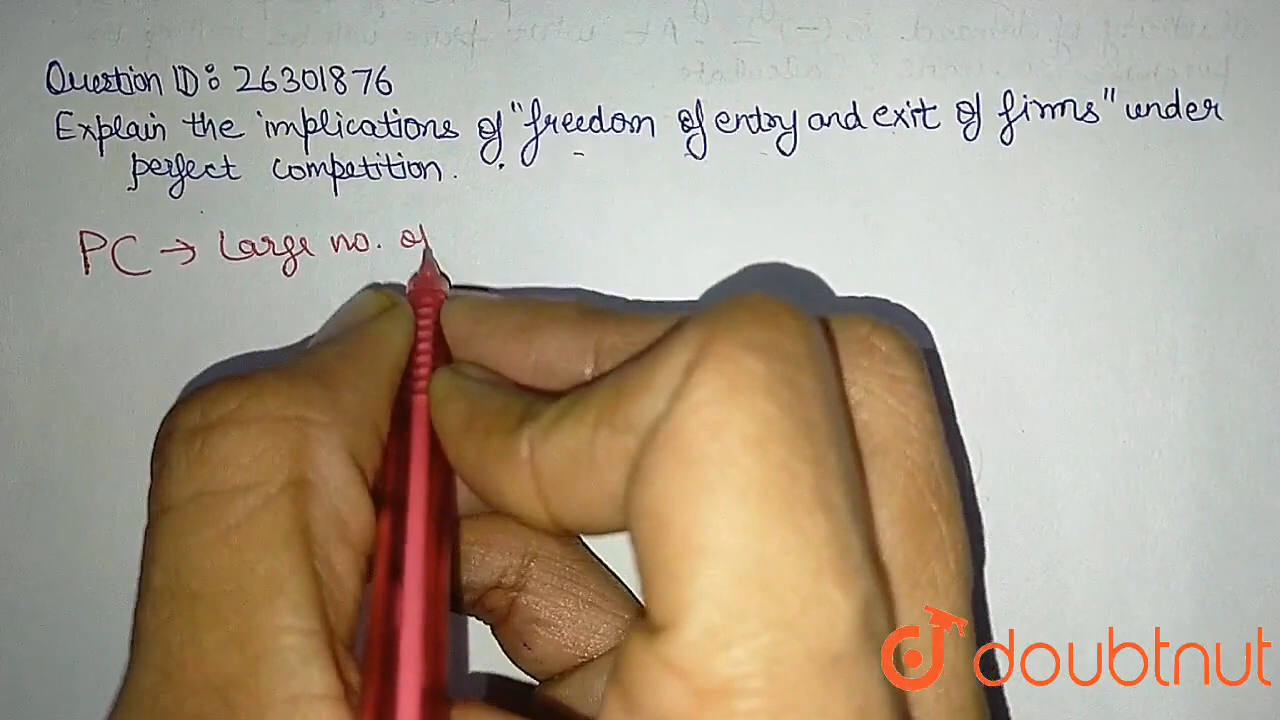 Question ID: 26301876
Explain the implications of "freedom of entry and exit of firms" under
perfect competition.
PC → Large no. of
doubtnut